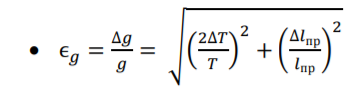 • ϵg = Δg/g = √((2ΔT/T)² + (Δlпр/lпр)²)